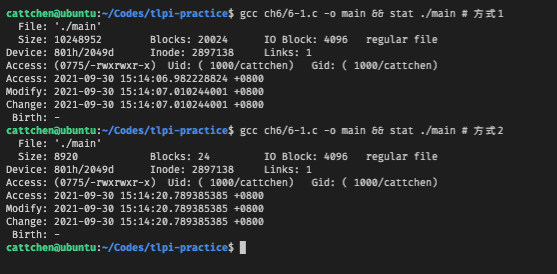 cattchen@ubuntu:~/Codes/tlpi-practice$ gcc ch6/6-1.c -o main && stat ./main # 方式1
  File: './main'
  Size: 10248952        Blocks: 20024      IO Block: 4096   regular file
Device: 801h/2049d      Inode: 2897138     Links: 1
Access: (0775/-rwxrwxr-x)  Uid: ( 1000/cattchen)   Gid: ( 1000/cattchen)
Access: 2021-09-30 15:14:06.982228824 +0800
Modify: 2021-09-30 15:14:07.010244001 +0800
Change: 2021-09-30 15:14:07.010244001 +0800
 Birth: -
cattchen@ubuntu:~/Codes/tlpi-practice$ gcc ch6/6-1.c -o main && stat ./main # 方式2
  File: './main'
  Size: 8920            Blocks: 24         IO Block: 4096   regular file
Device: 801h/2049d      Inode: 2897138     Links: 1
Access: (0775/-rwxrwxr-x)  Uid: ( 1000/cattchen)   Gid: ( 1000/cattchen)
Access: 2021-09-30 15:14:20.789385385 +0800
Modify: 2021-09-30 15:14:20.789385385 +0800
Change: 2021-09-30 15:14:20.789385385 +0800
 Birth: -
cattchen@ubuntu:~/Codes/tlpi-practice$